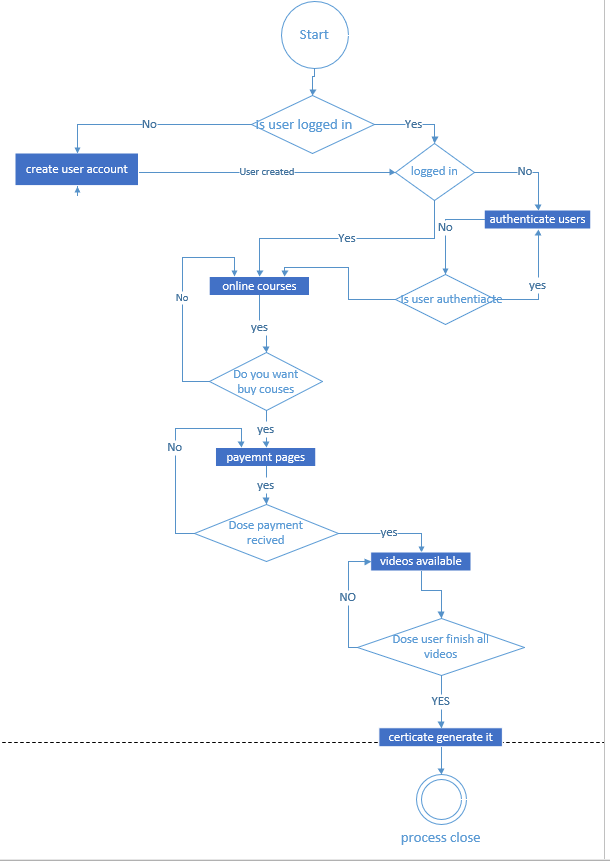 Start
Is user logged in
No
Yes
create user account
User created
logged in
No
authenticate users
No
Yes
online courses
Is user authentiacte
yes
No
yes
Do you want
buy couses
yes
No
payemnt pages
yes
Dose payment
recived
yes
videos available
NO
Dose user finish all
videos
YES
certicate generate it
process close